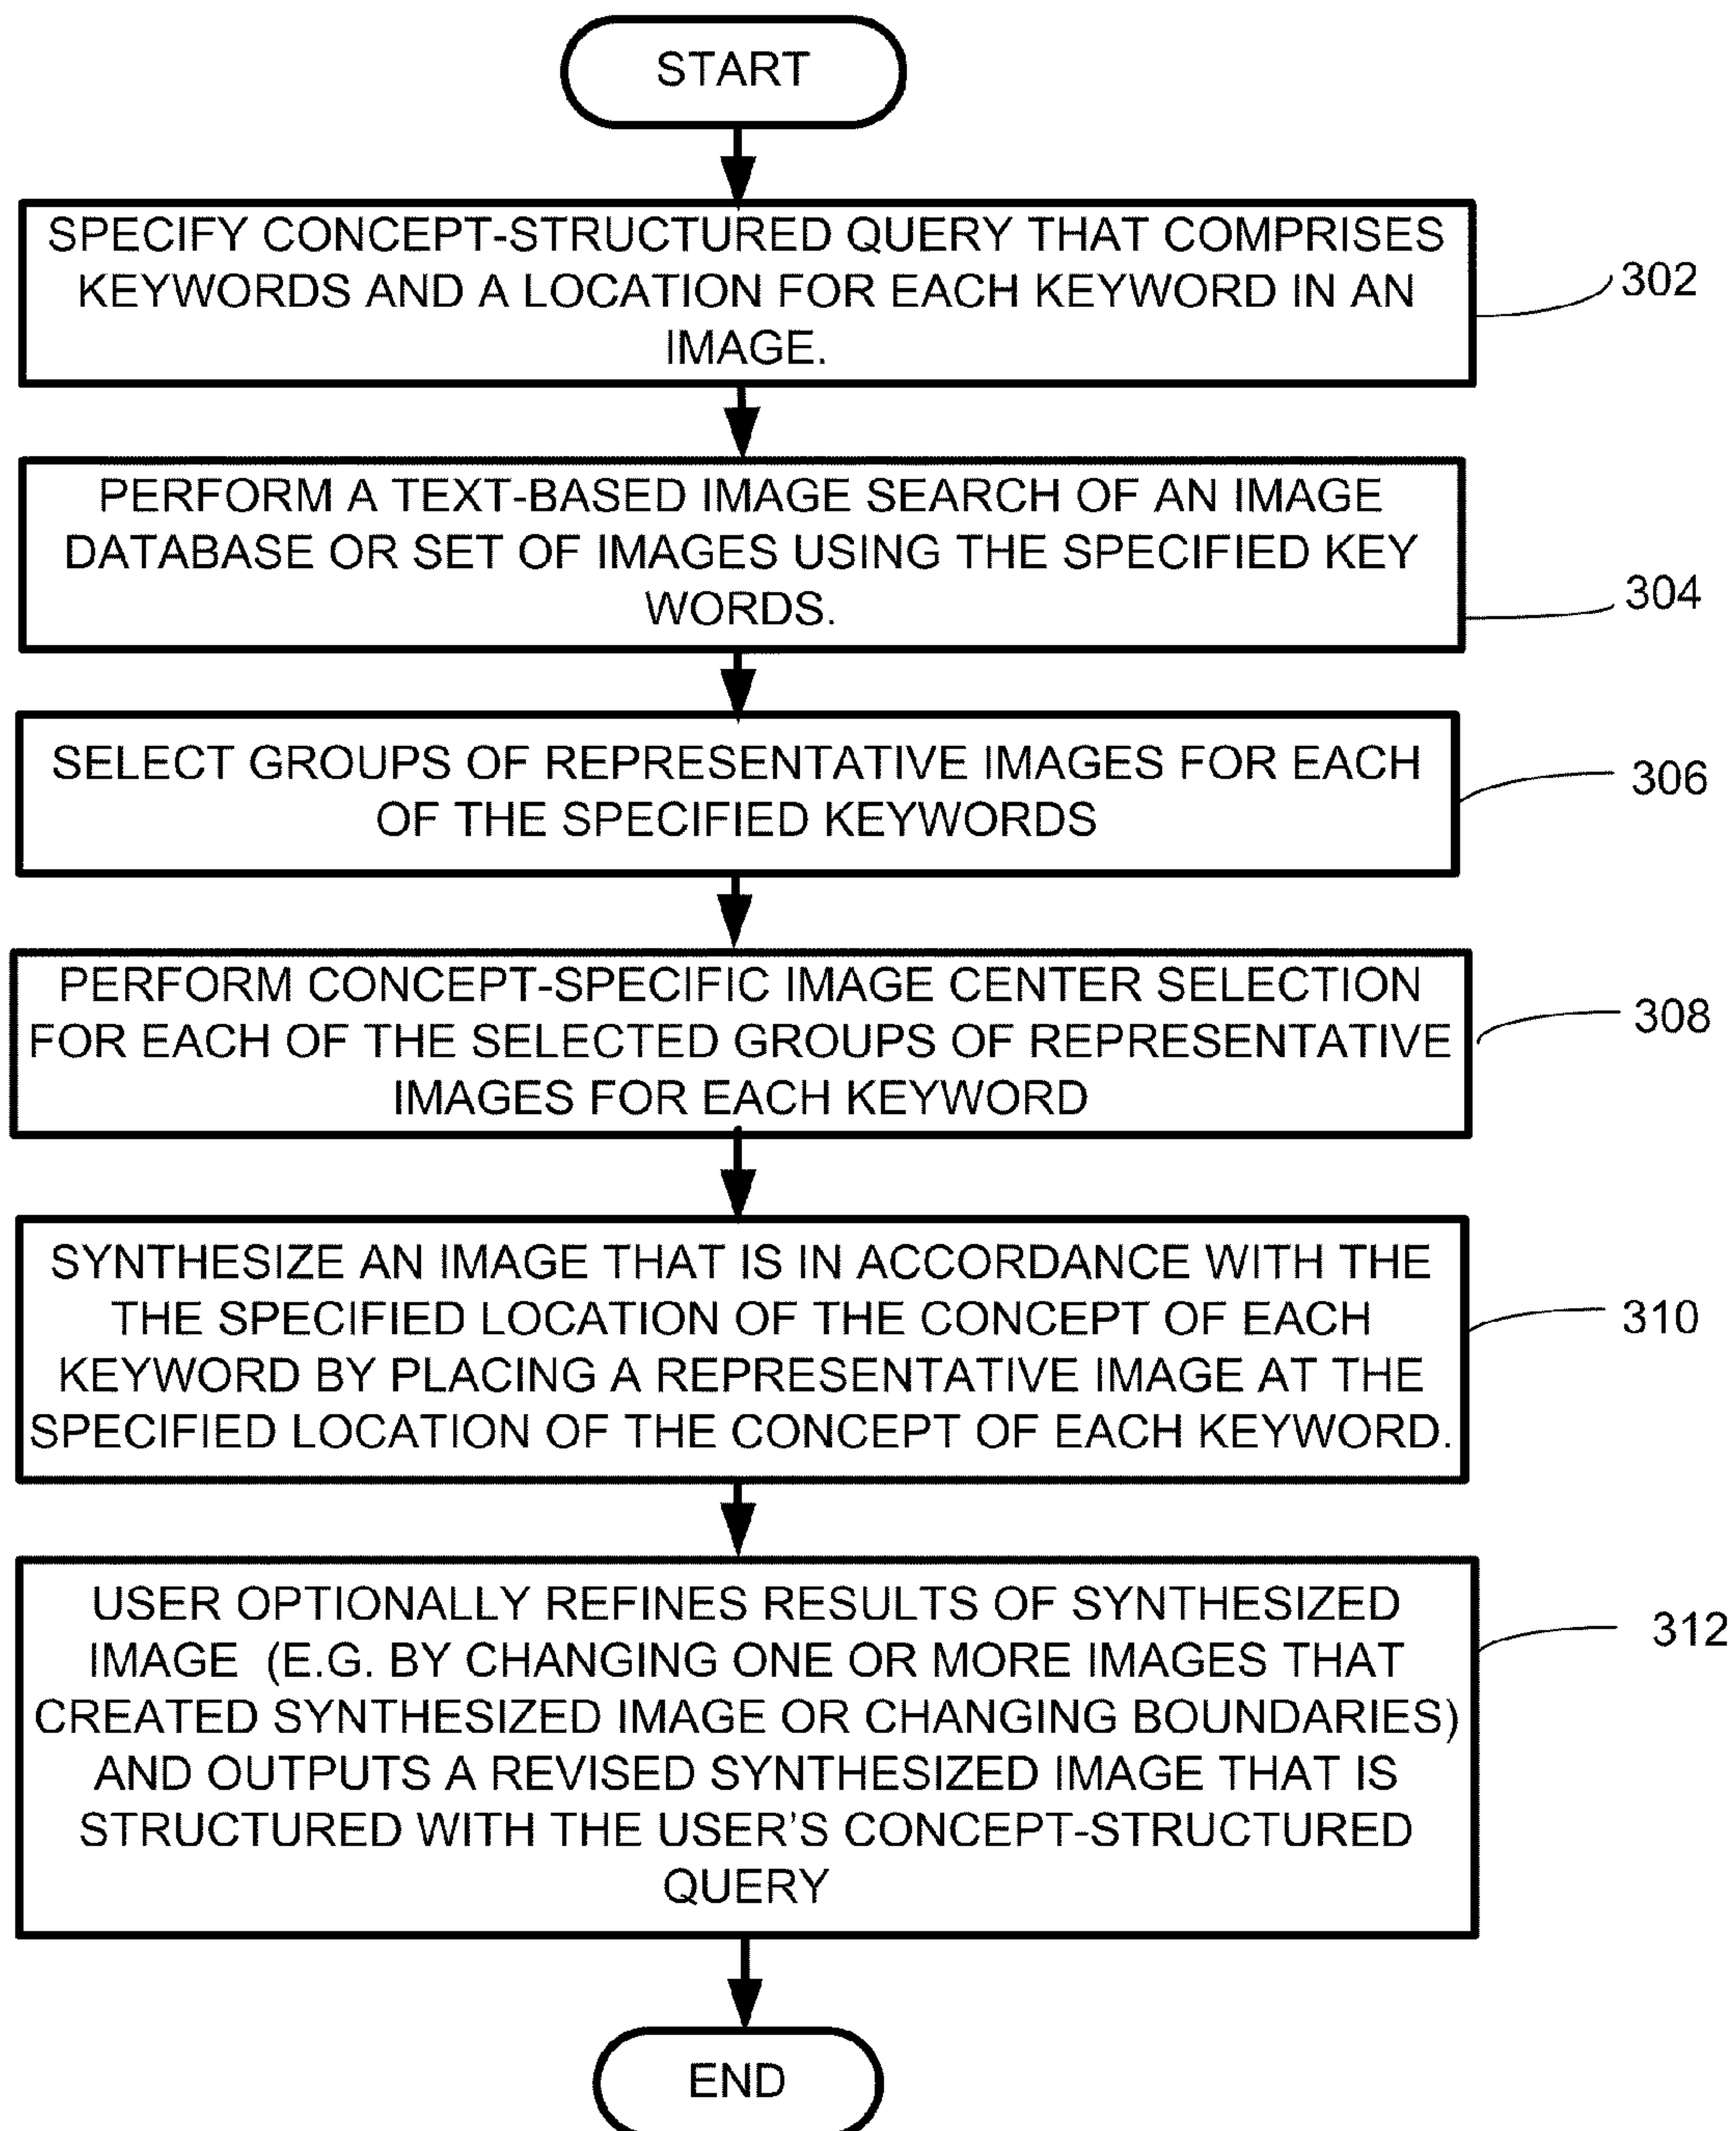 START
SPECIFY CONCEPT-STRUCTURED QUERY THAT COMPRISES
KEYWORDS AND A LOCATION FOR EACH KEYWORD IN AN
IMAGE.
302
PERFORM A TEXT-BASED IMAGE SEARCH OF AN IMAGE
DATABASE OR SET OF IMAGES USING THE SPECIFIED KEY
WORDS.
304
SELECT GROUPS OF REPRESENTATIVE IMAGES FOR EACH
OF THE SPECIFIED KEYWORDS
306
PERFORM CONCEPT-SPECIFIC IMAGE CENTER SELECTION
FOR EACH OF THE SELECTED GROUPS OF REPRESENTATIVE
IMAGES FOR EACH KEYWORD
308
SYNTHESIZE AN IMAGE THAT IS IN ACCORDANCE WITH THE
THE SPECIFIED LOCATION OF THE CONCEPT OF EACH
KEYWORD BY PLACING A REPRESENTATIVE IMAGE AT THE
SPECIFIED LOCATION OF THE CONCEPT OF EACH KEYWORD.
310
USER OPTIONALLY REFINES RESULTS OF SYNTHESIZED
IMAGE (E.G. BY CHANGING ONE OR MORE IMAGES THAT
CREATED SYNTHESIZED IMAGE OR CHANGING BOUNDARIES)
AND OUTPUTS A REVISED SYNTHESIZED IMAGE THAT IS
STRUCTURED WITH THE USER'S CONCEPT-STRUCTURED
QUERY
312
END